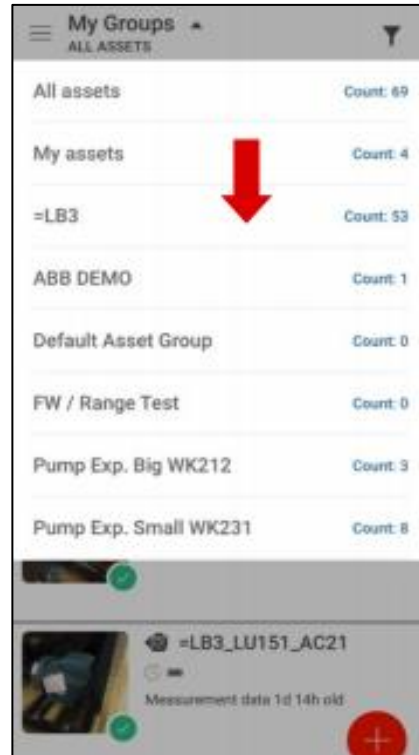 My Groups
ALL ASSETS
All assets Count: 69
My assets Count: 4
=LB3 Count: 53
ABB DEMO Count: 1
Default Asset Group Count: 0
FW / Range Test Count: 0
Pump Exp. Big WK212 Count: 3
Pump Exp. Small WK231 Count: 8
=LB3_LU151_AC21
Measurement data 1d 14h old